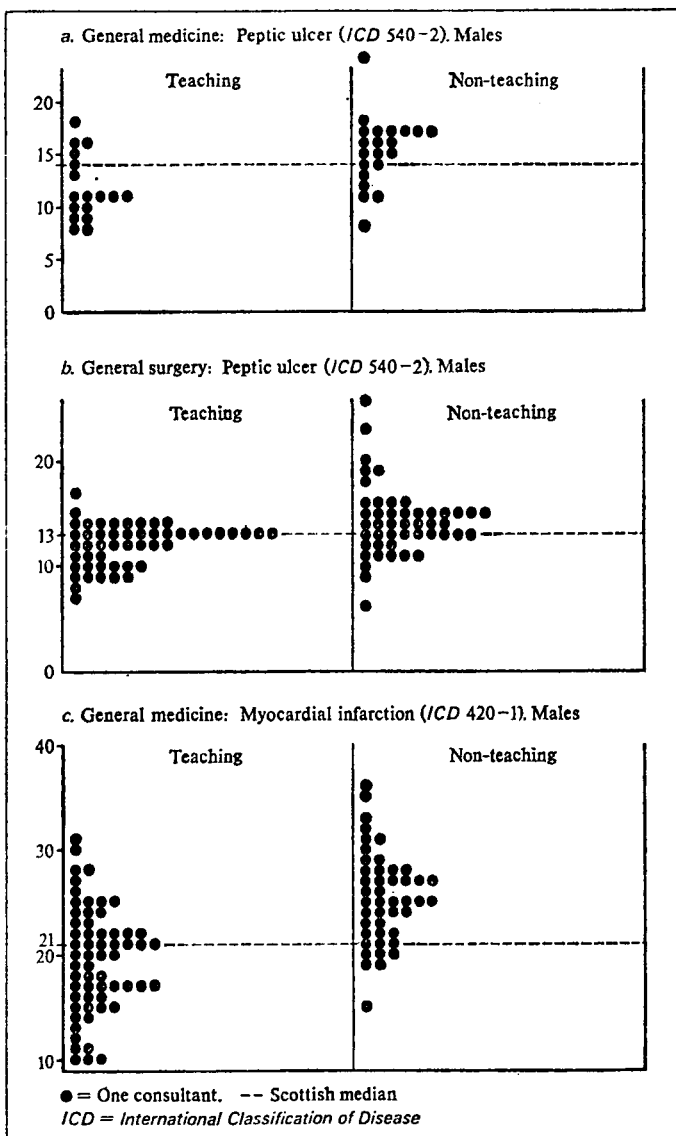 a. General medicine: Peptic ulcer (ICD 540-2). Males
Teaching
Non-teaching
20
15
10
5
0
b. General surgery: Peptic ulcer (ICD 540-2). Males
Teaching
Non-teaching
20
13
10
0
c. General medicine: Myocardial infarction (ICD 420-1). Males
40
Teaching
Non-teaching
30
21
20
10
● = One consultant. -- Scottish median
ICD = International Classification of Disease